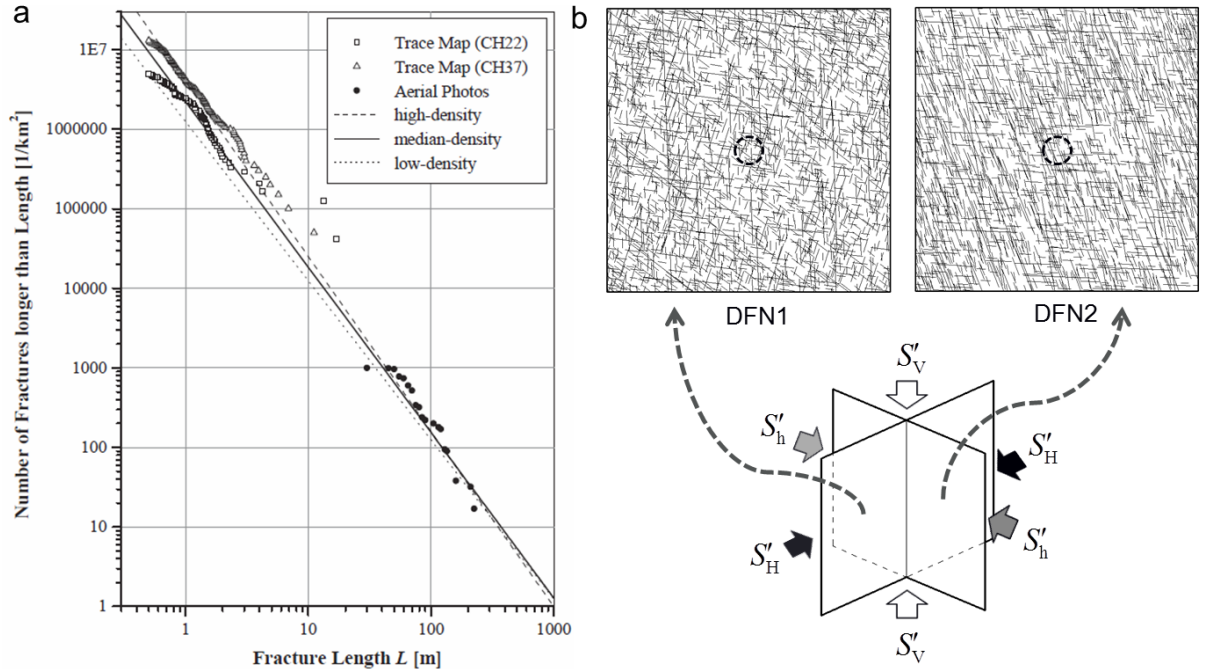 a
Number of Fractures longer than Length [1/km²]
1E7
1000000
100000
10000
1000
100
10
1
1
10
100
1000
Fracture Length L [m]
Trace Map (CH22)
Trace Map (CH37)
Aerial Photos
high-density
median-density
low-density
b
DFN1
DFN2
S′V
S′h
S′H
S′H
S′h
S′V